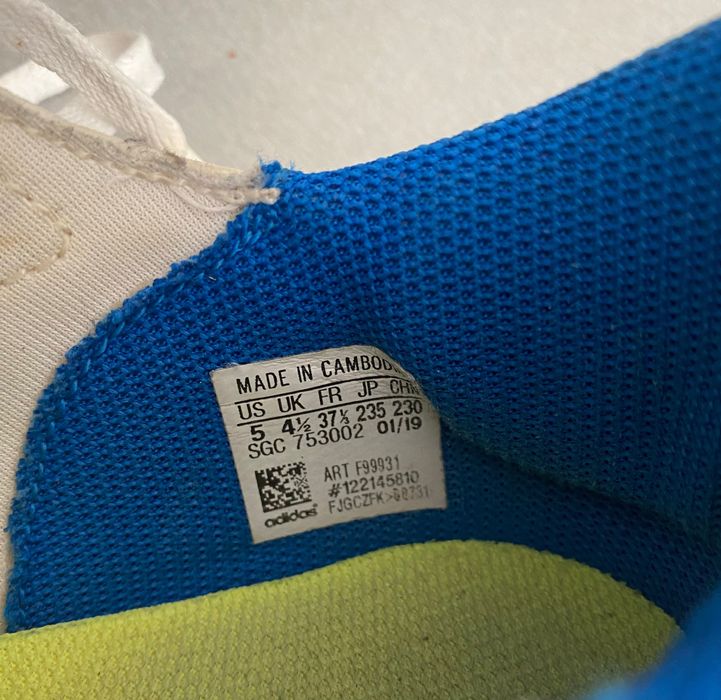 MADE IN CAMBOD
US UK FR JP CHN
5 4½ 37⅓ 235 230
SGC 753002 01/19
ART F99931
#122145810
adidas